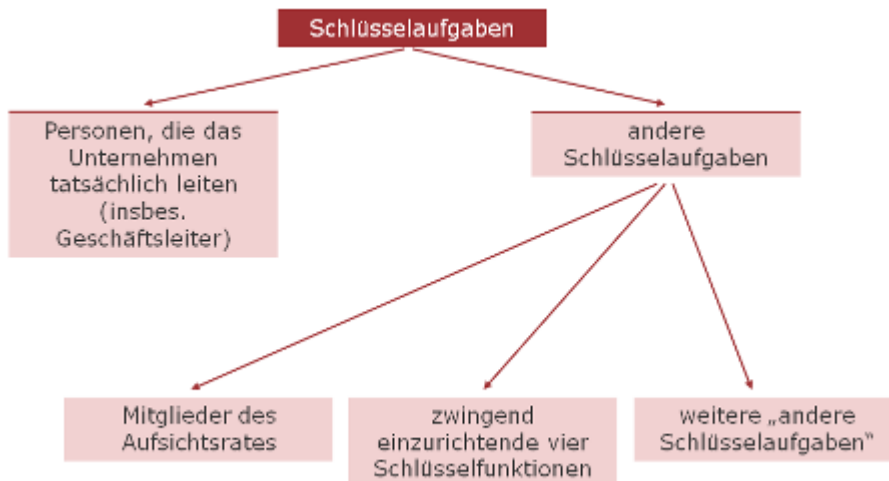 Schlüsselaufgaben
Personen, die das
Unternehmen
tatsächlich leiten
(insbes.
Geschäftsleiter)
andere
Schlüsselaufgaben
Mitglieder des
Aufsichtsrates
zwingend
einzurichtende vier
Schlüsselfunktionen
weitere „andere
Schlüsselaufgaben“